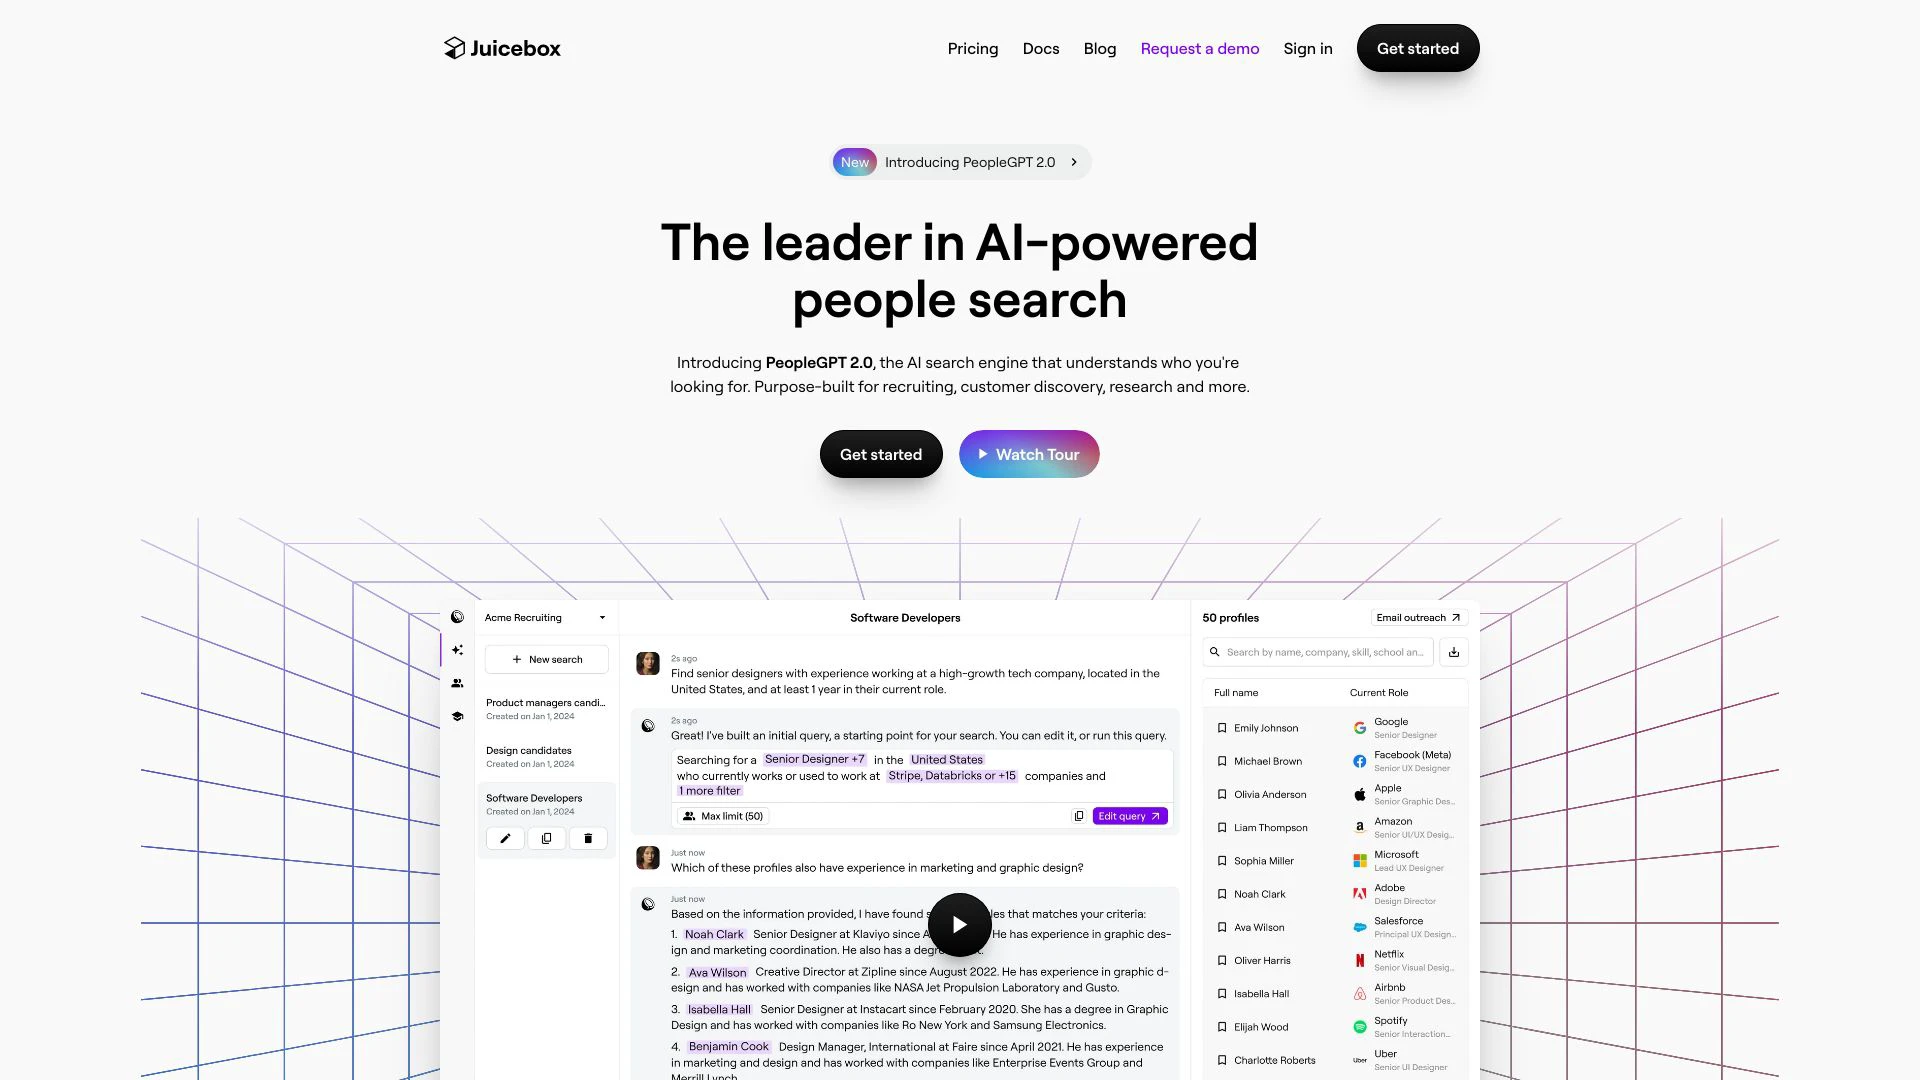 Juicebox
Pricing
Docs
Blog
Request a demo
Sign in
Get started
New
Introducing PeopleGPT 2.0
The leader in AI-powered
people search
Introducing PeopleGPT 2.0, the AI search engine that understands who you're
looking for. Purpose-built for recruiting, customer discovery, research and more.
Get started
Watch Tour
Acme Recruiting
New search
Product managers candi...
Created on Jan 1, 2024
Design candidates
Created on Jan 1, 2024
Software Developers
Created on Jan 1, 2024
Software Developers
2s ago
Find senior designers with experience working at a high-growth tech company, located in the
United States, and at least 1 year in their current role.
2s ago
Great! I've built an initial query, a starting point for your search. You can edit it, or run this query.
Searching for a Senior Designer +7 in the United States
who currently works or used to work at Stripe, Databricks or +15 companies and
1 more filter
Max limit (50)
Edit query
Just now
Which of these profiles also have experience in marketing and graphic design?
Just now
Based on the information provided, I have found that matches your criteria:
1. Noah Clark Senior Designer at Klaviyo since He has experience in graphic des-
ign and marketing coordination. He also has a
2. Ava Wilson Creative Director at Zipline since August 2022. He has experience in graphic d-
esign and has worked with companies like NASA Jet Propulsion Laboratory and Gusto.
3. Isabella Hall Senior Designer at Instacart since February 2020. She has a degree in Graphic
Design and has worked with companies like Ro New York and Samsung Electronics.
4. Benjamin Cook Design Manager, International at Faire since April 2021. He has experience
in marketing and design and has worked with companies like Enterprise Events Group and
Merrill Lynch
50 profiles
Email outreach
Search by name, company, skill, school an...
Full name
Current Role
Emily Johnson
Google
Senior Designer
Michael Brown
Facebook (Meta)
Senior UX Designer
Olivia Anderson
Apple
Senior Graphic Des...
Liam Thompson
Amazon
Senior UI/UX Desig...
Sophia Miller
Microsoft
Lead UX Designer
Noah Clark
Adobe
Design Director
Ava Wilson
Salesforce
Principal UX Design...
Oliver Harris
Netflix
Senior Visual Desig...
Isabella Hall
Airbnb
Senior Product Des...
Elijah Wood
Spotify
Senior Interaction...
Charlotte Roberts
Uber
Uber
Senior UI Designer